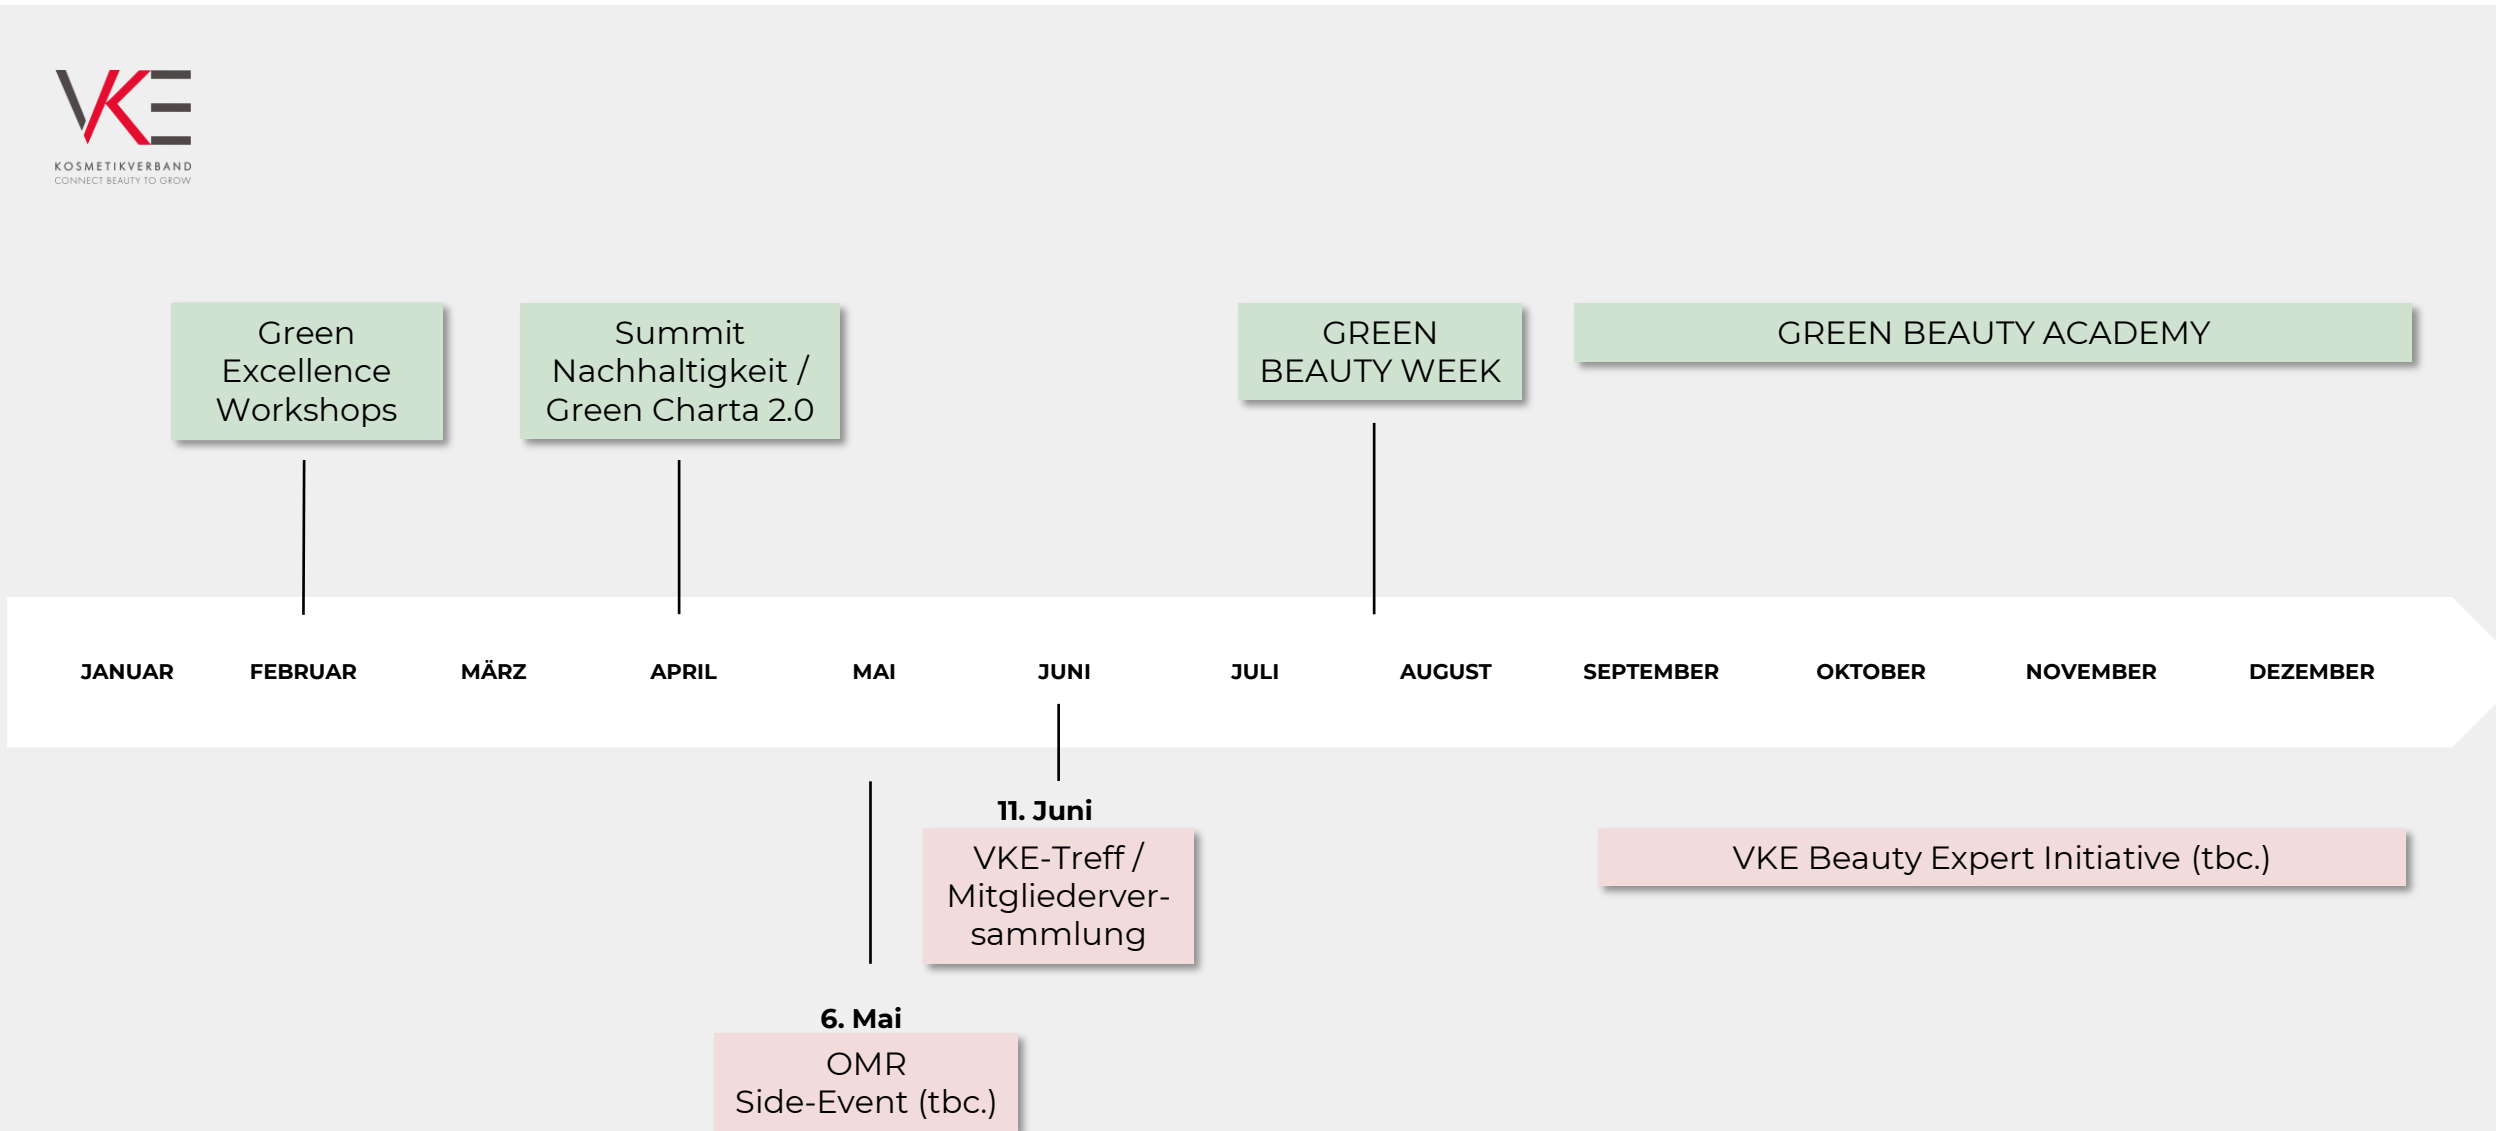 VKE
KOSMETIKVERBAND
CONNECT BEAUTY TO GROW
Green
Excellence
Workshops
Summit
Nachhaltigkeit /
Green Charta 2.0
GREEN
BEAUTY WEEK
GREEN BEAUTY ACADEMY
JANUAR FEBRUAR MÄRZ APRIL MAI JUNI JULI AUGUST SEPTEMBER OKTOBER NOVEMBER DEZEMBER
11. Juni
VKE-Treff /
Mitgliederver-
sammlung
VKE Beauty Expert Initiative (tbc.)
6. Mai
OMR
Side-Event (tbc.)